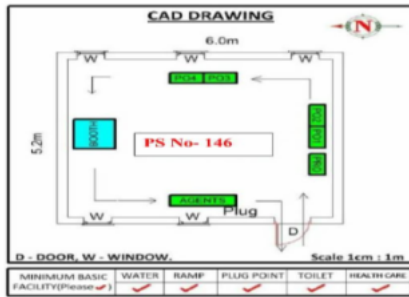 CAD DRAWING
N
6.0m
W W W
PO4 PO3
5.2m
BOOTH
PS No- 146
PO2 PO1
PRO
AGENTS
Plug
W W
D
D - DOOR, W - WINDOW. Scale 1cm : 1m
MINIMUM BASIC FACILITY(Please✓) WATER RAMP PLUG POINT TOILET HEALTH CARE
✓ ✓ ✓ ✓ ✓